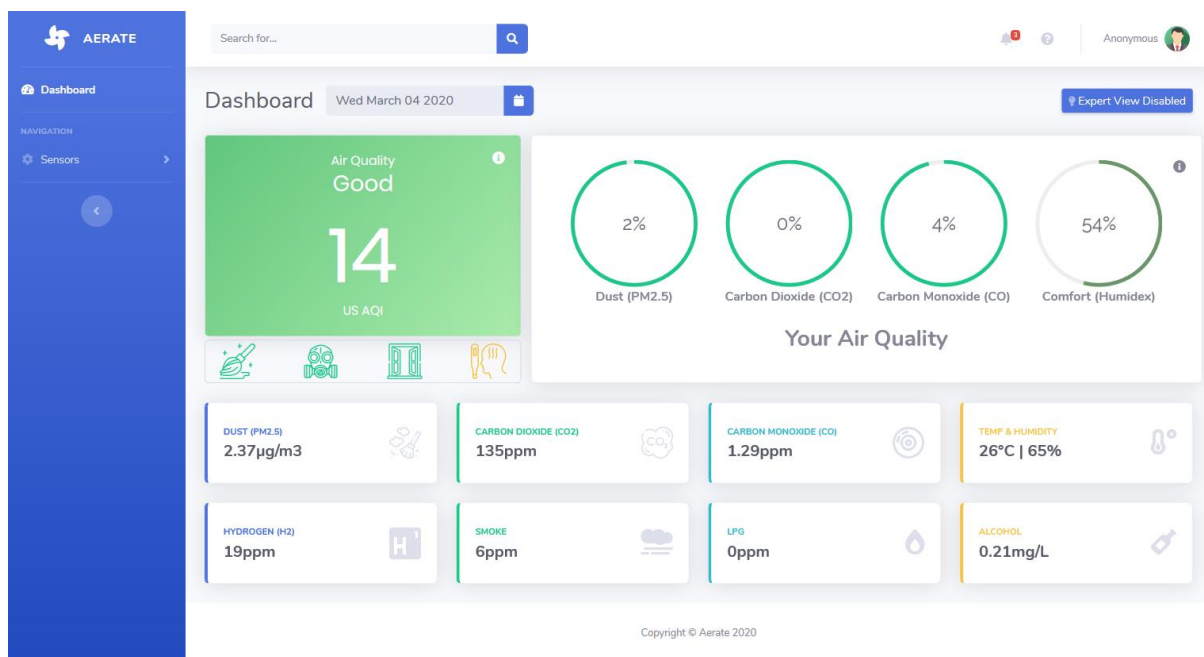 AERATE
Search for...
3
Anonymous
Dashboard
NAVIGATION
Sensors
Dashboard
Wed March 04 2020
Expert View Disabled
Air Quality
Good
14
US AQI
2%
0%
4%
54%
Dust (PM2.5)
Carbon Dioxide (CO2)
Carbon Monoxide (CO)
Comfort (Humidex)
Your Air Quality
DUST (PM2.5)
2.37µg/m3
CARBON DIOXIDE (CO2)
135ppm
CO₂
CARBON MONOXIDE (CO)
1.29ppm
TEMP & HUMIDITY
26°C | 65%
HYDROGEN (H2)
19ppm
H 1
SMOKE
6ppm
LPG
0ppm
ALCOHOL
0.21mg/L
Copyright © Aerate 2020